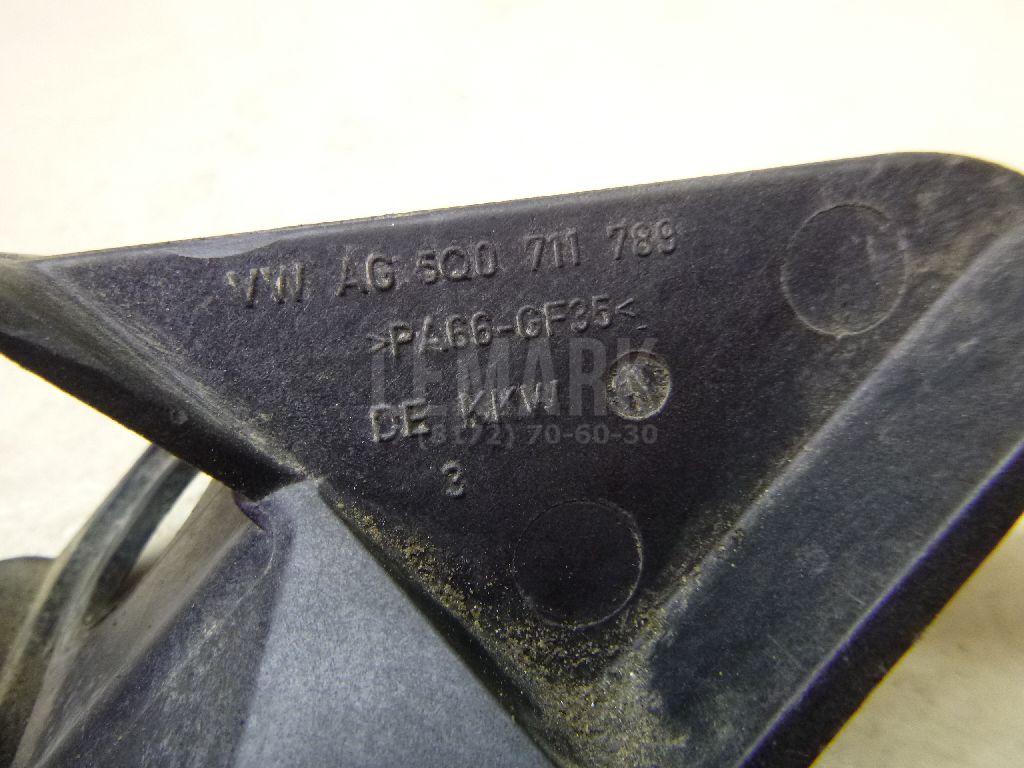 VW AG 5Q0 711 789
>PA66-GF35<
LEMARK
DE KKW
(8172) 70-60-30
3